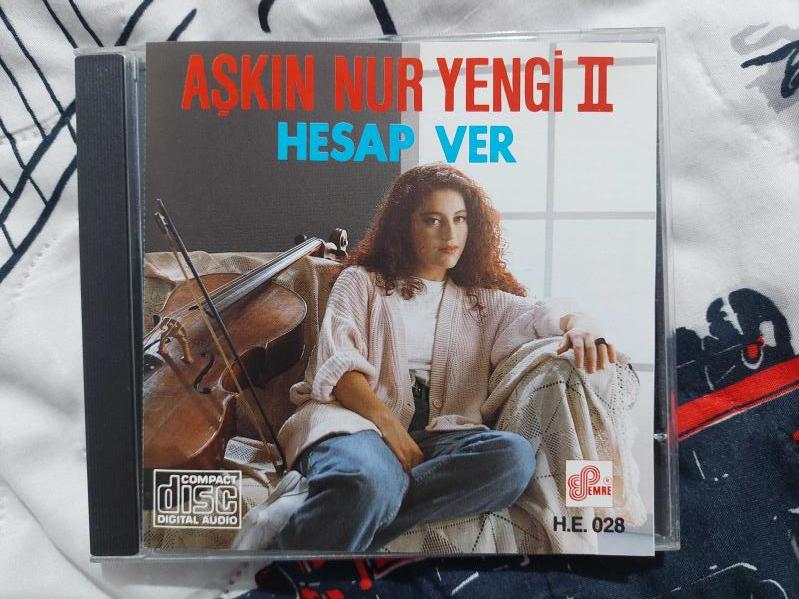 AŞKIN NUR YENGİ II
HESAP VER
COMPACT
disc
DIGITAL AUDIO
EMRE
H.E. 028